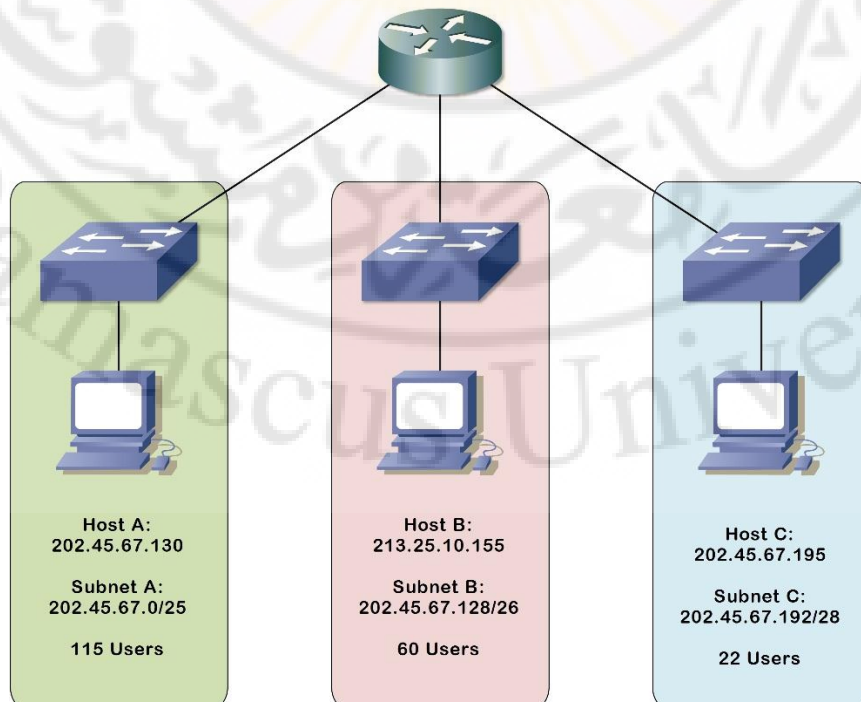 Host A:
202.45.67.130
Subnet A:
202.45.67.0/25
115 Users
Host B:
213.25.10.155
Subnet B:
202.45.67.128/26
60 Users
Host C:
202.45.67.195
Subnet C:
202.45.67.192/28
22 Users
amascus Univer